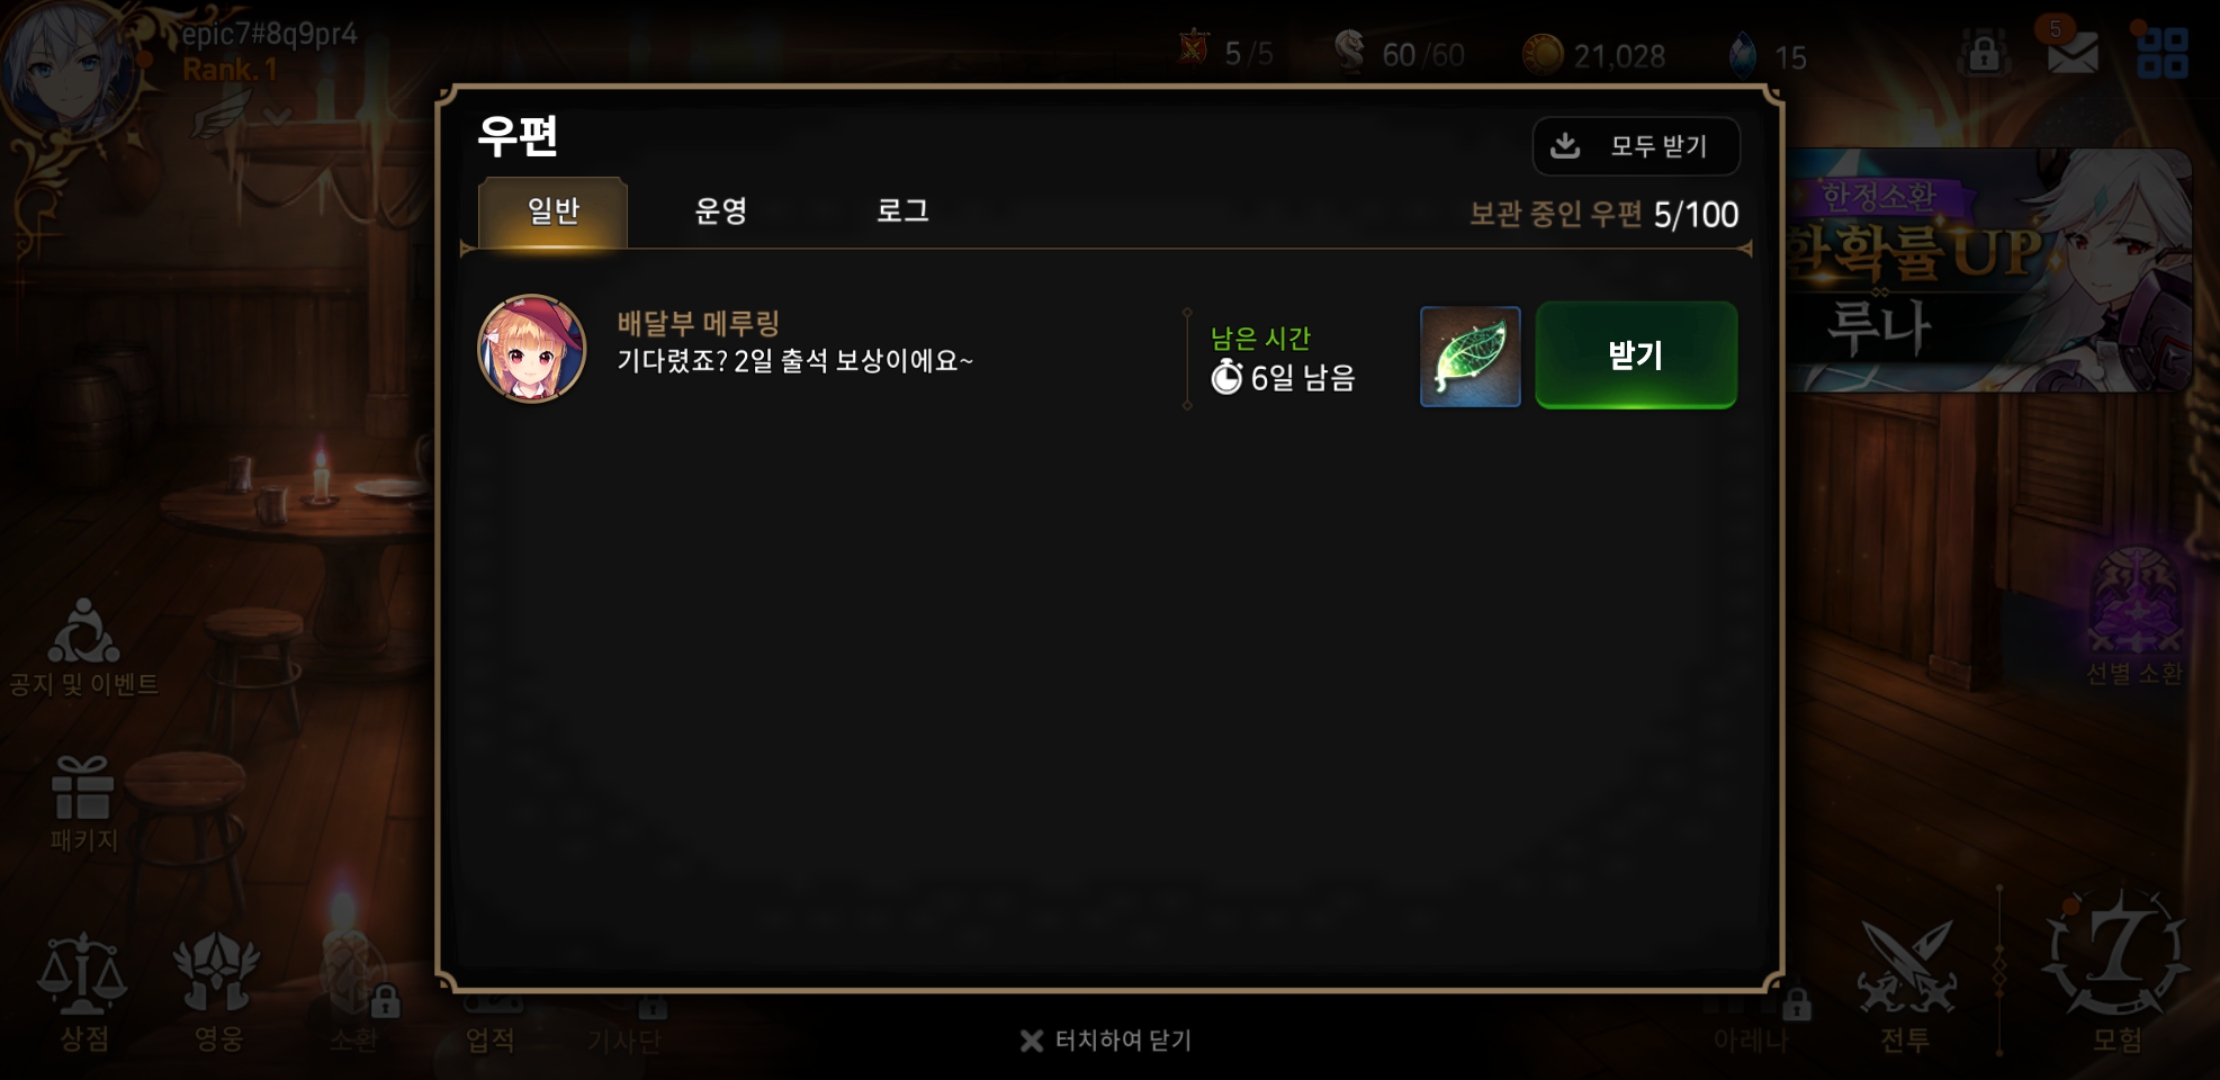 epic7#8q9pr4
Rank. 1
5/5
60/60
21,028
15
5
우편
모두 받기
일반
운영
로그
보관 중인 우편 5/100
배달부 메루링
기다렸죠? 2일 출석 보상이에요~
남은 시간
6일 남음
받기
한정소환
확률UP
루나
공지 및 이벤트
선별 소환
패키지
상점
영웅
소환
업적
기사단
터치하여 닫기
아레나
전투
7
모험